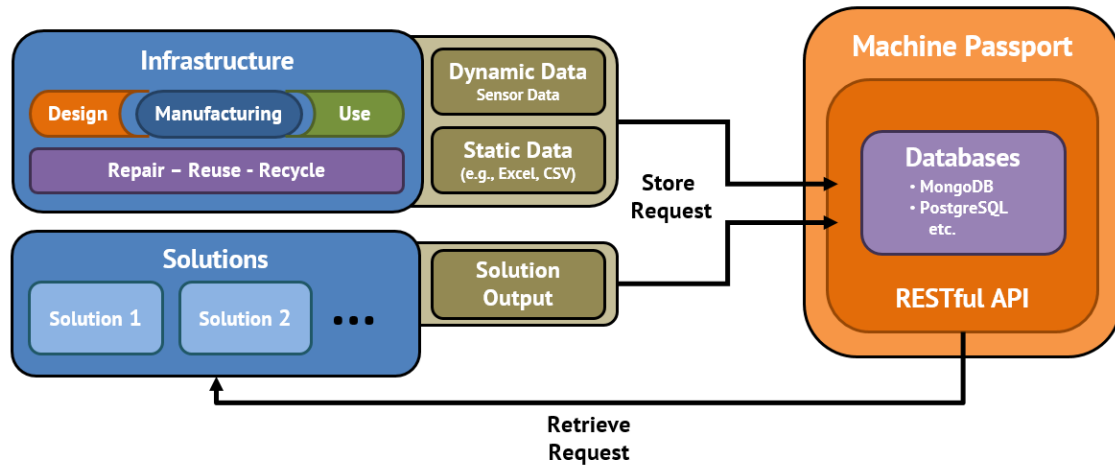 Infrastructure
Design
Manufacturing
Use
Repair – Reuse - Recycle
Dynamic Data
Sensor Data
Static Data
(e.g., Excel, CSV)
Solutions
Solution 1
Solution 2
...
Solution
Output
Store
Request
Machine Passport
Databases
• MongoDB
• PostgreSQL
etc.
RESTful API
Retrieve
Request